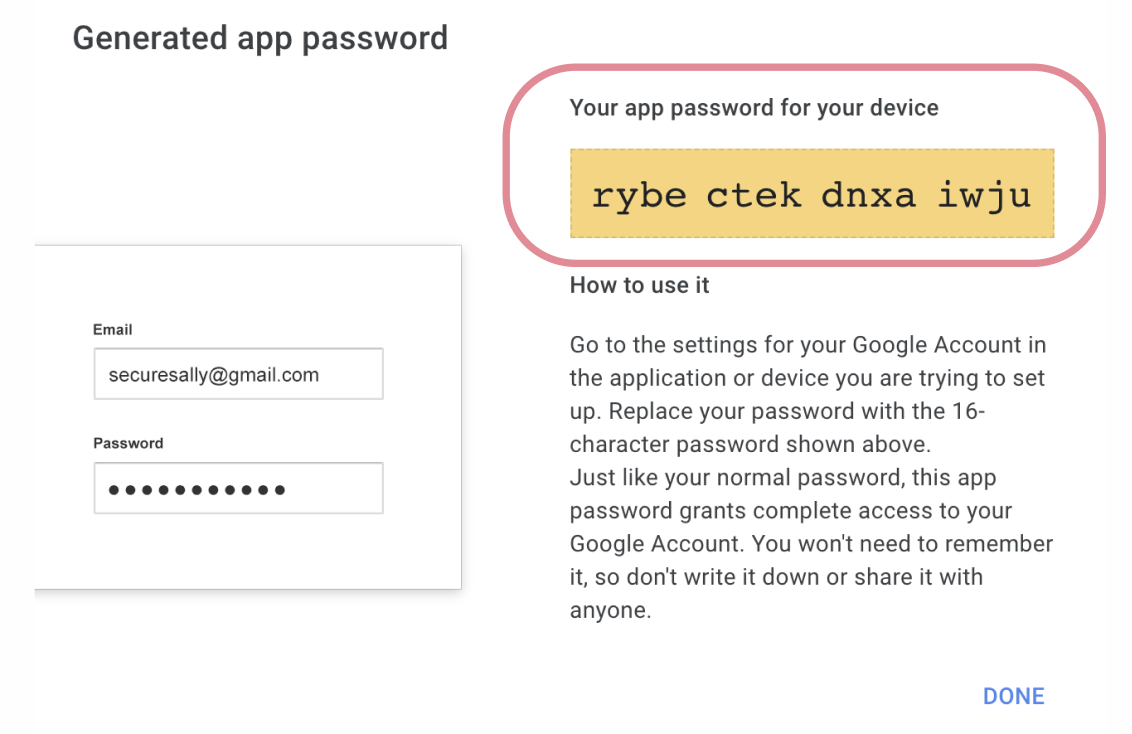 Generated app password
Your app password for your device
rybe ctek dnxa iwju
Email
securesally@gmail.com
Password
•••••••••••
How to use it
Go to the settings for your Google Account in
the application or device you are trying to set
up. Replace your password with the 16-
character password shown above.
Just like your normal password, this app
password grants complete access to your
Google Account. You won't need to remember
it, so don't write it down or share it with
anyone.
DONE